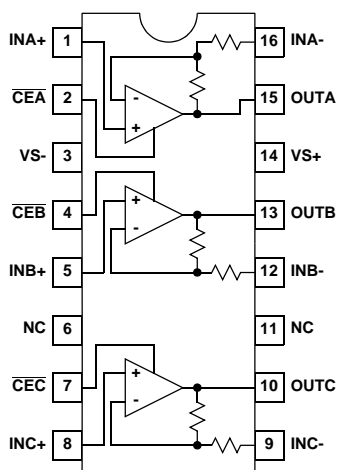 INA+ 1 16 INA-
CEA 2 - + 15 OUTA
VS- 3 14 VS+
CEB 4 + - 13 OUTB
INB+ 5 12 INB-
NC 6 11 NC
CEC 7 + - 10 OUTC
INC+ 8 9 INC-